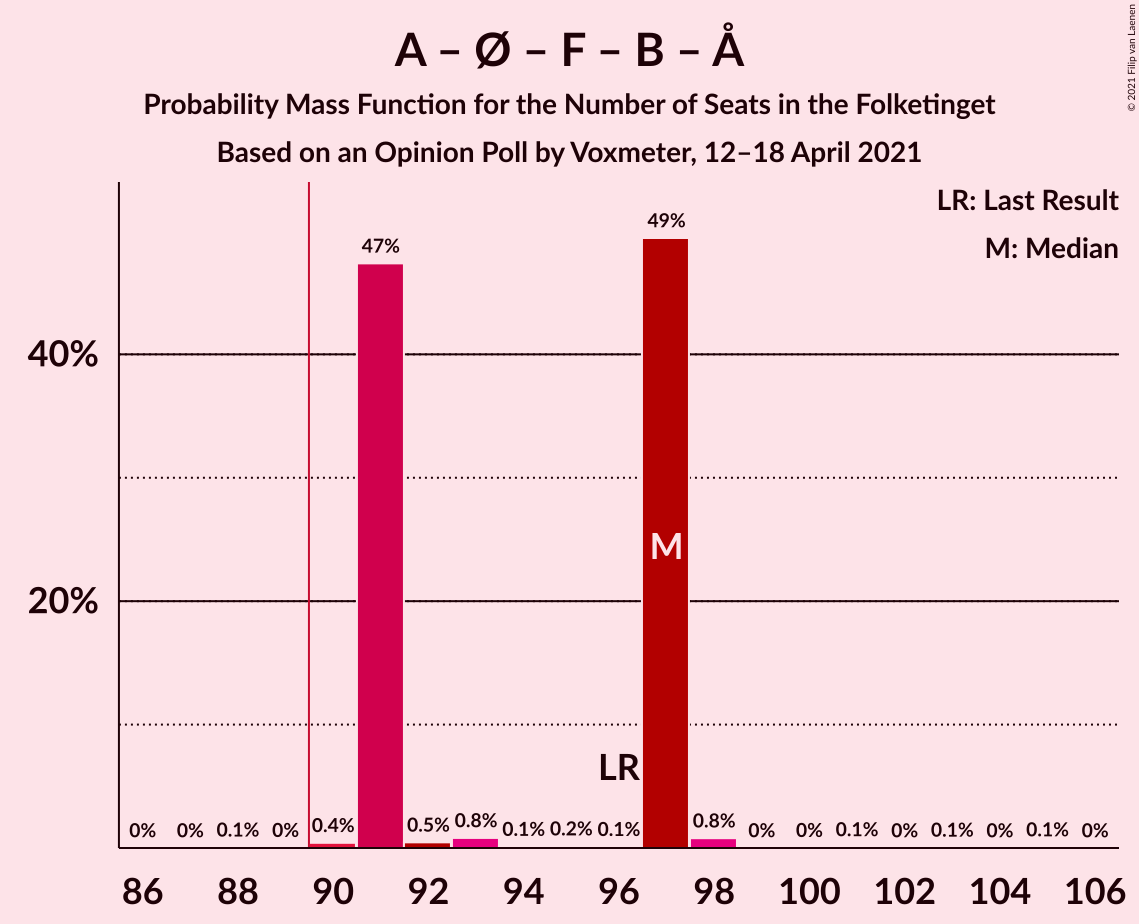 A – Ø – F – B – Å
Probability Mass Function for the Number of Seats in the Folketinget
Based on an Opinion Poll by Voxmeter, 12–18 April 2021
© 2021 Filip van Laenen
LR: Last Result
M: Median
49%
47%
40%
M
20%
LR
0% 0% 0.1% 0% 0.4% 0.5% 0.8% 0.1% 0.2% 0.1% 0.8% 0% 0% 0.1% 0% 0.1% 0% 0.1% 0%
86 88 90 92 94 96 98 100 102 104 106